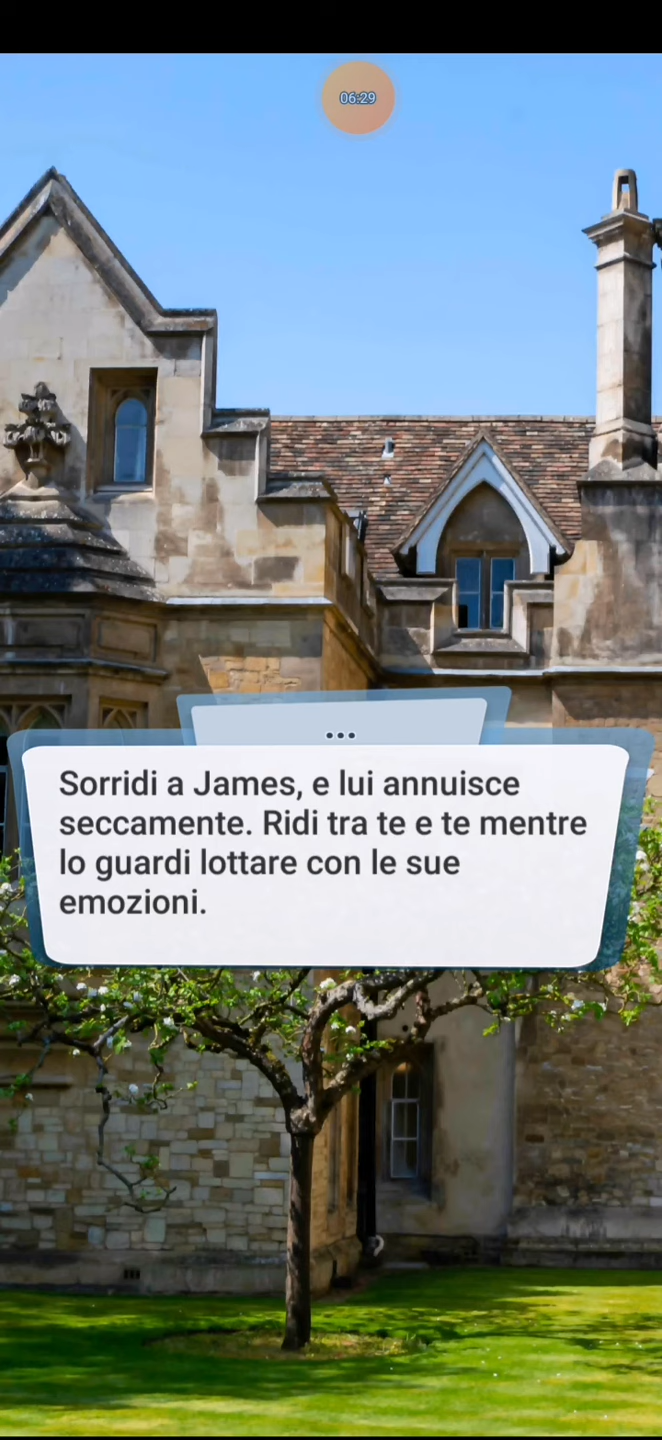 06:29
...
Sorridi a James, e lui annuisce
seccamente. Ridi tra te e te mentre
lo guardi lottare con le sue
emozioni.